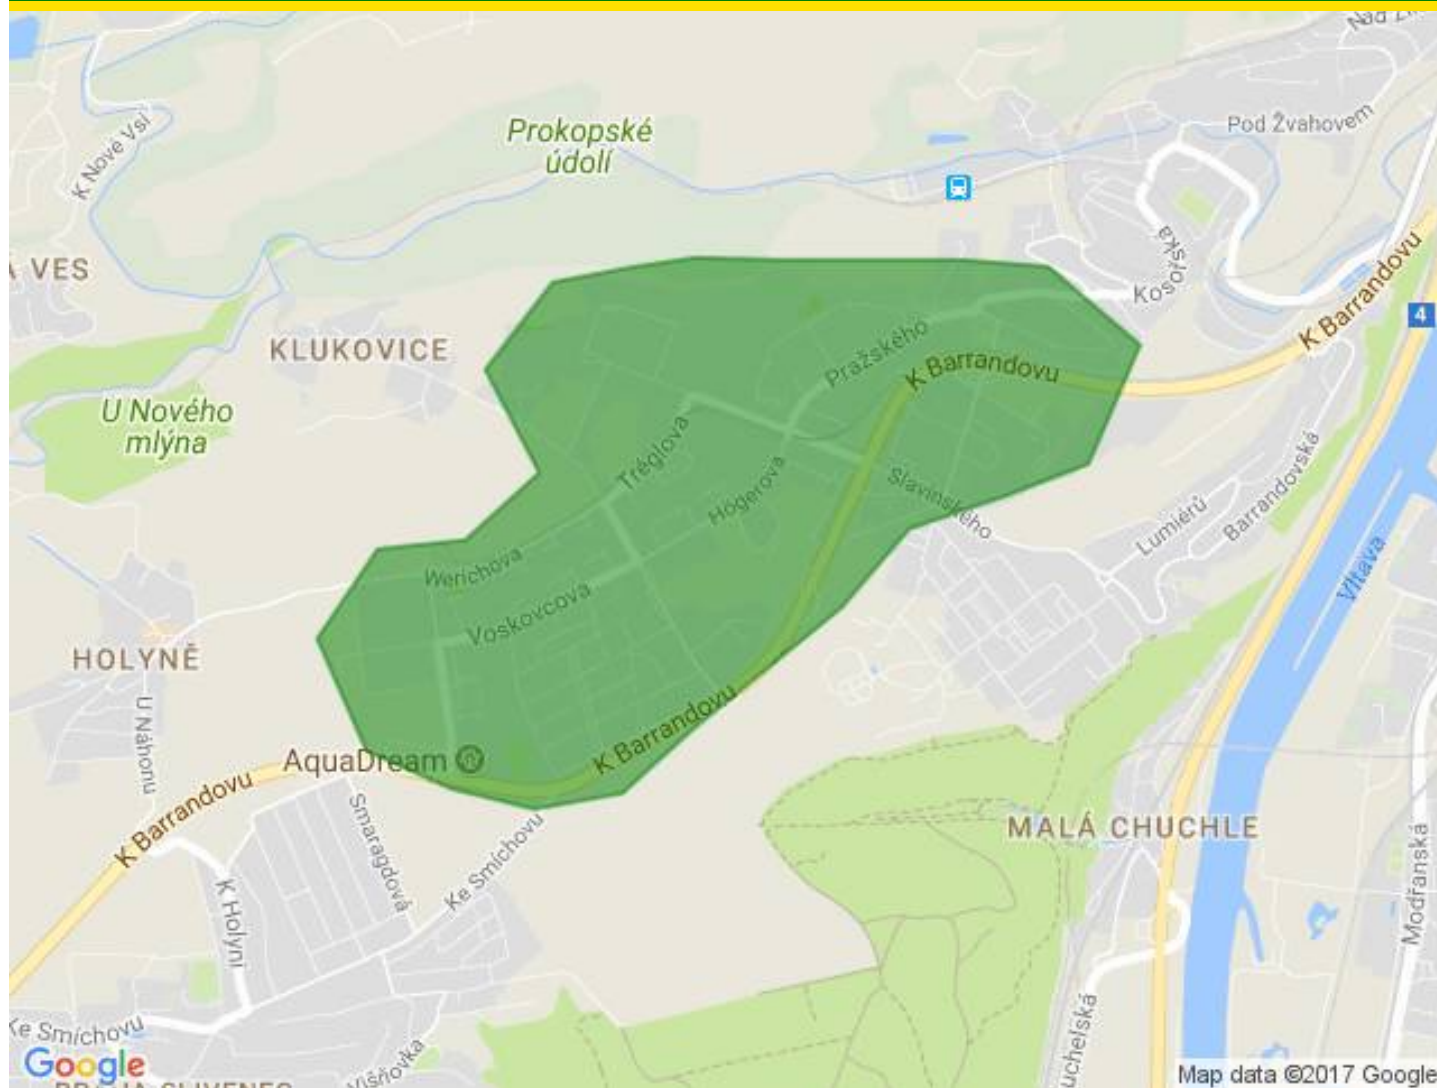 Prokopské
údolí
Pod Žvahovem
K Nové Vsi
VES
Kosořská
K Barrandovu
4
KLUKOVICE
Pražského
K Barrandovu
U Nového
mlýna
Tréglova
Högerova
Slavinského
Lumiérů
Barrandovská
Vltava
Werichova
Voskovcova
HOLYNĚ
U Náhonu
K Barrandovu
AquaDream
K Barrandovu
Smaragdová
Ke Smíchovu
MALÁ CHUCHLE
Modřanská
K Holyni
Ke Smíchovu
Višňovka
Google
Map data ©2017 Google